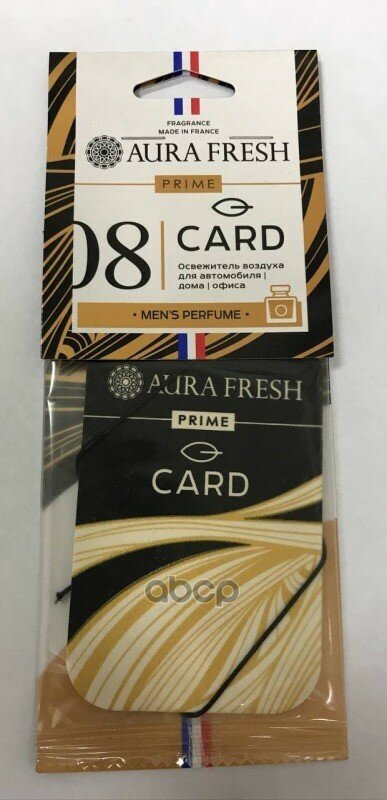 FRAGRANCE
MADE IN FRANCE
AURA FRESH
PRIME
08
CARD
Освежитель воздуха
для автомобиля|
дома | офиса
• MEN'S PERFUME •
AURA FRESH
PRIME
CARD
abcp